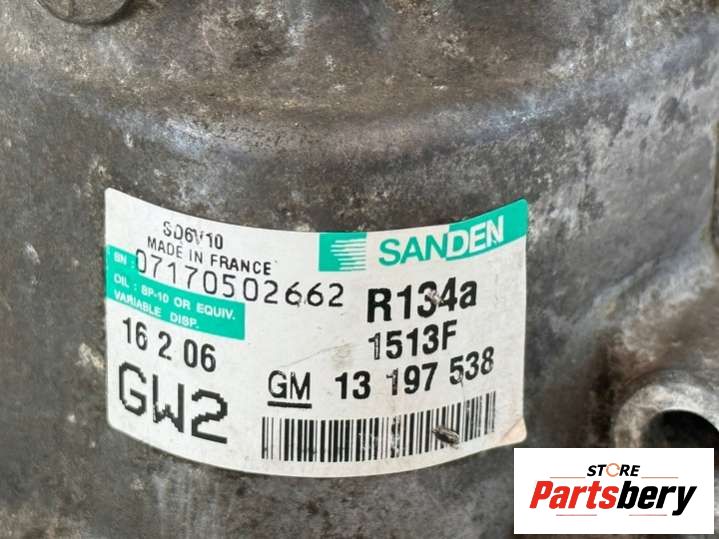 SD6V10
MADE IN FRANCE
SANDEN
SN: 07170502662
OIL : SP-10 OR EQUIV.
VARIABLE DISP.
R134a
1513F
16 2 06
GM 13 197 538
GW2
STORE
Partsbery